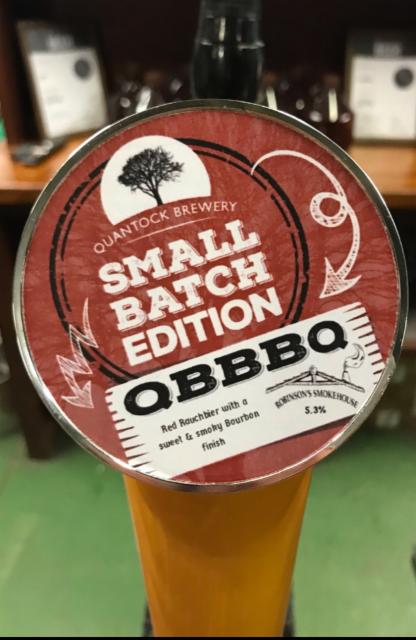 QUANTOCK BREWERY
SMALL
BATCH
EDITION
QBBBQ
Red Rauchbier with a
sweet & smoky Bourbon
finish
ROBINSON'S SMOKEHOUSE
5.3%